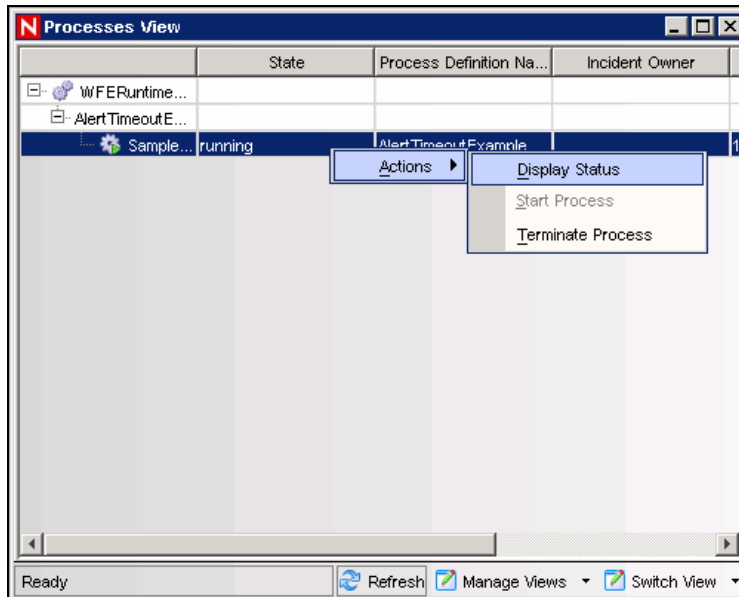 N Processes View
State Process Definition Na... Incident Owner
WFERuntime...
AlertTimeoutE...
Sample... running AlertTimeoutExample 1
Actions Display Status
Start Process
Terminate Process
Ready Refresh Manage Views Switch View